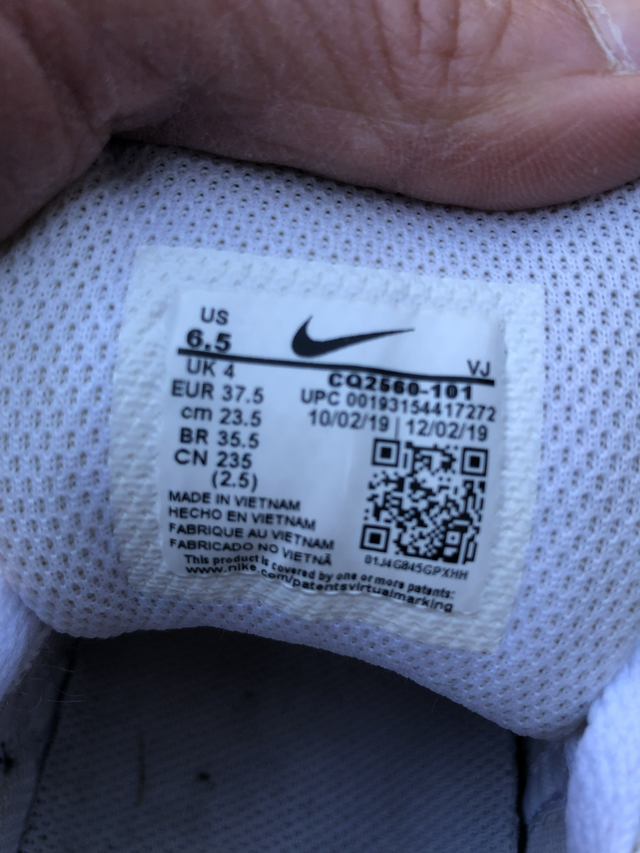 US
6.5
VJ
UK 4
CQ2560-101
EUR 37.5
UPC 00193154417272
cm 23.5
10/02/19 | 12/02/19
BR 35.5
CN 235
(2.5)
MADE IN VIETNAM
HECHO EN VIETNAM
FABRIQUE AU VIETNAM
FABRICADO NO VIETNÃ
01J4G845GPXHH
This product is covered by one or more patents:
www.nike.com/patentsvirtualmarking